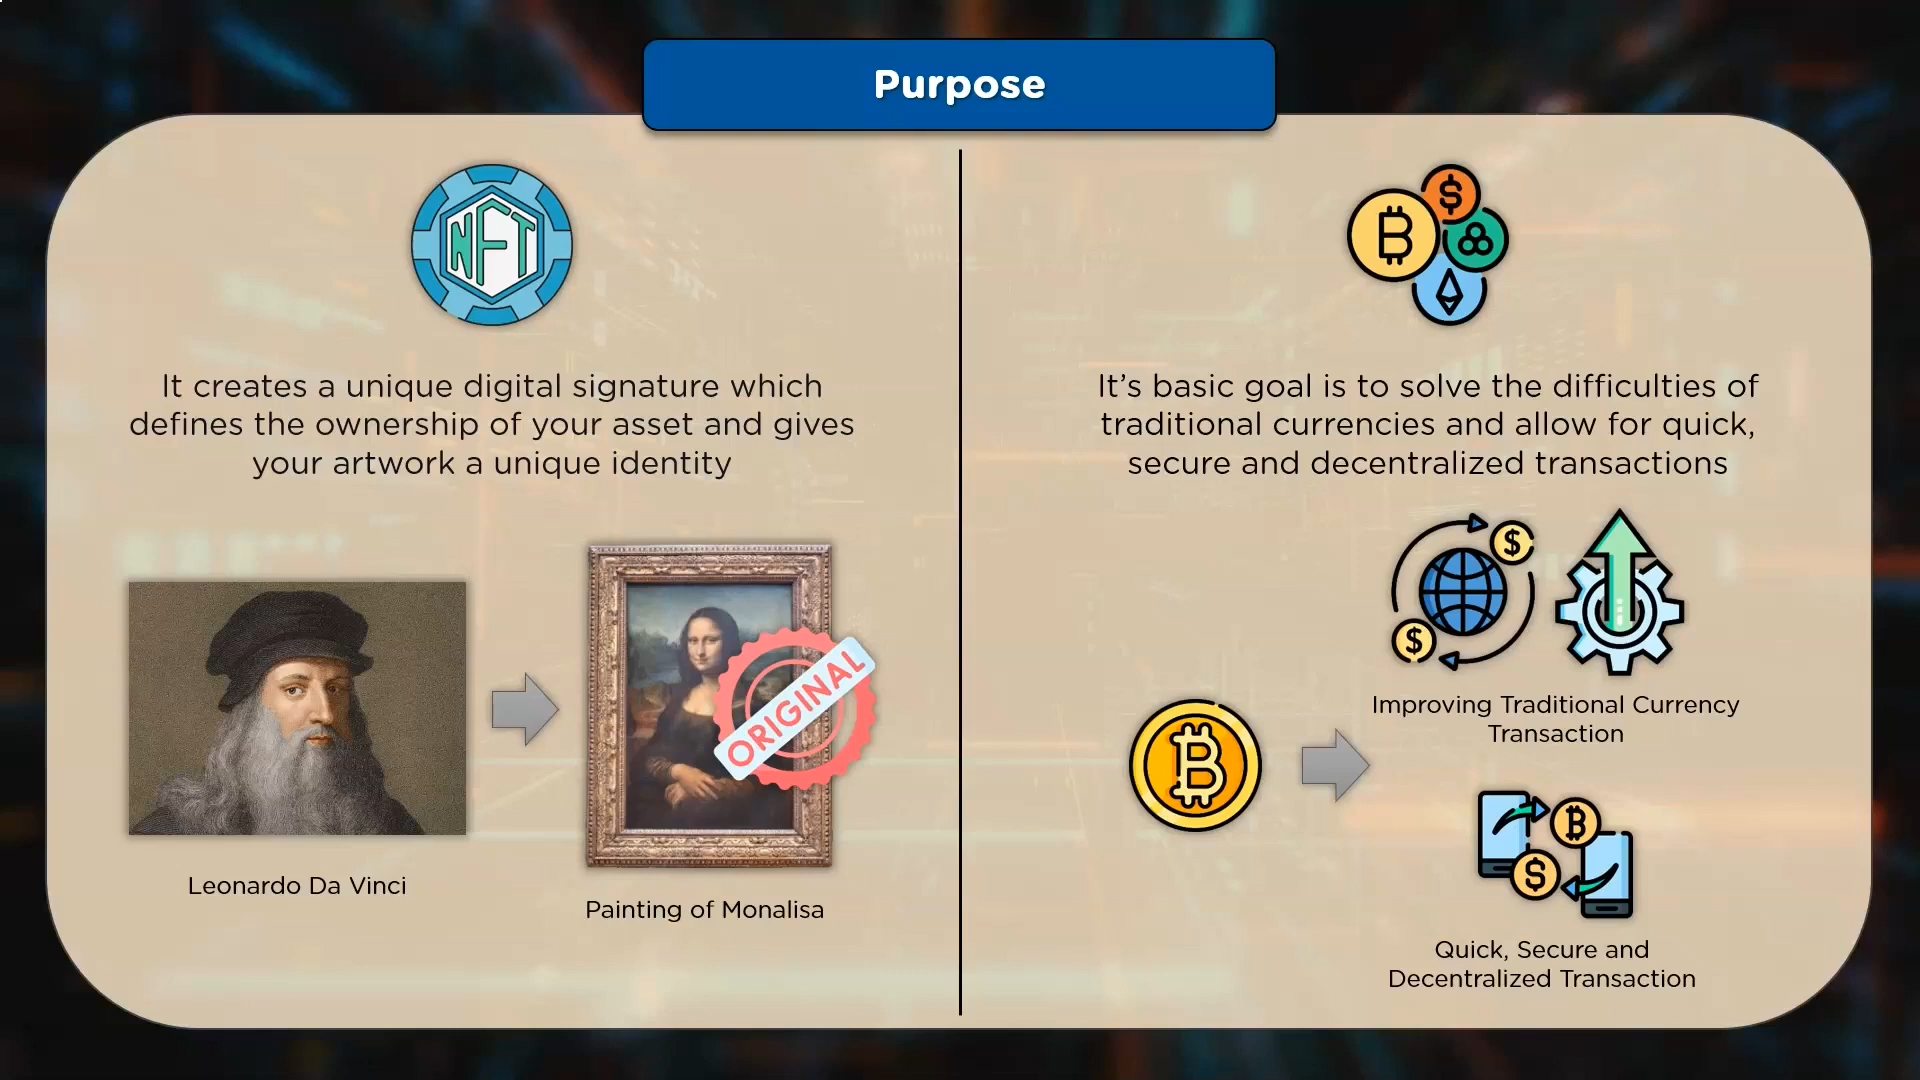 Purpose
NFT
It creates a unique digital signature which
defines the ownership of your asset and gives
your artwork a unique identity
ORIGINAL
Leonardo Da Vinci
Painting of Monalisa
It’s basic goal is to solve the difficulties of
traditional currencies and allow for quick,
secure and decentralized transactions
Improving Traditional Currency
Transaction
Quick, Secure and
Decentralized Transaction